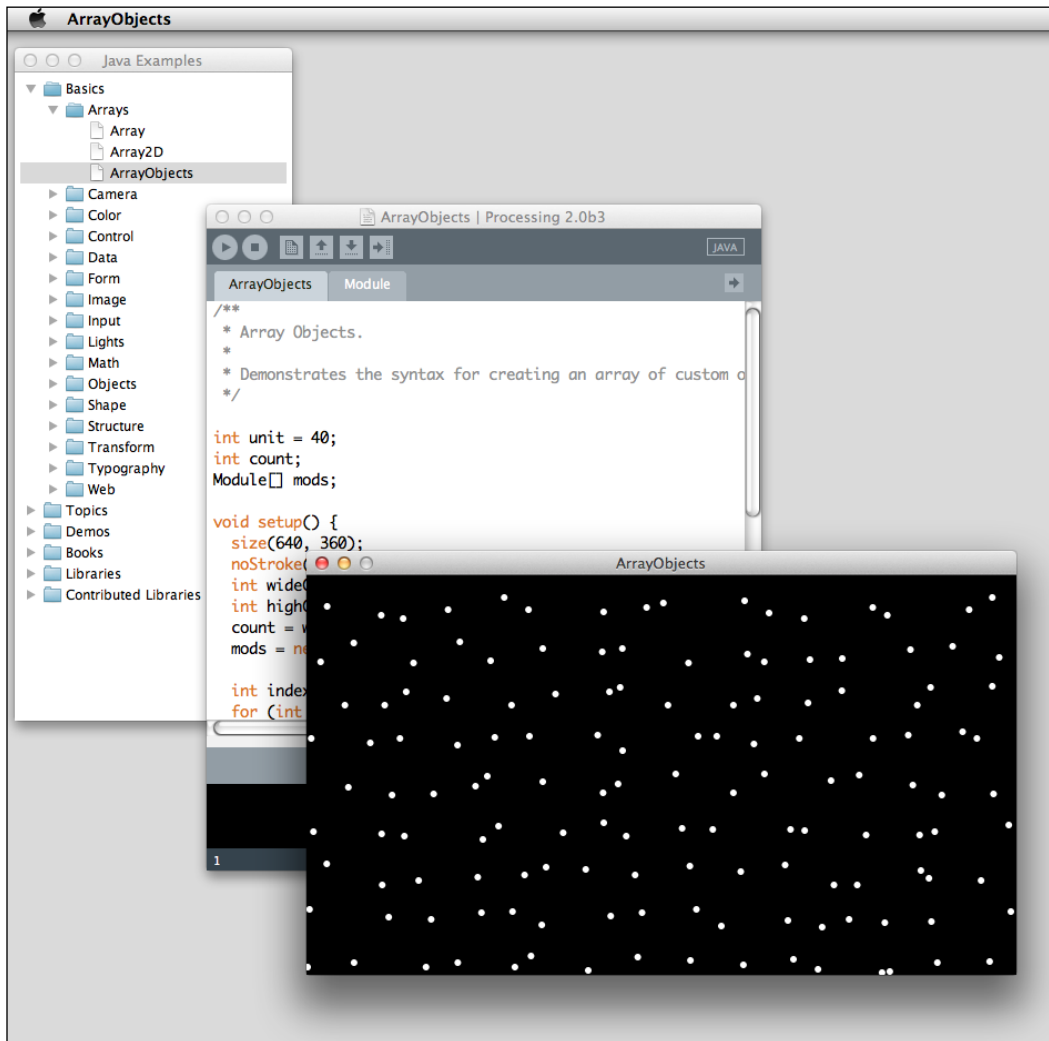 ArrayObjects
Java Examples
Basics
Arrays
Array
Array2D
ArrayObjects
Camera
Color
Control
Data
Form
Image
Input
Lights
Math
Objects
Shape
Structure
Transform
Typography
Web
Topics
Demos
Books
Libraries
Contributed Libraries
ArrayObjects | Processing 2.0b3
JAVA
ArrayObjects Module
/**
* Array Objects.
*
* Demonstrates the syntax for creating an array of custom o
*/
int unit = 40;
int count;
Module[] mods;
void setup() {
size(640, 360);
noStroke(
int wide
int high
count = 
mods = ne
int index
for (int
1
ArrayObjects